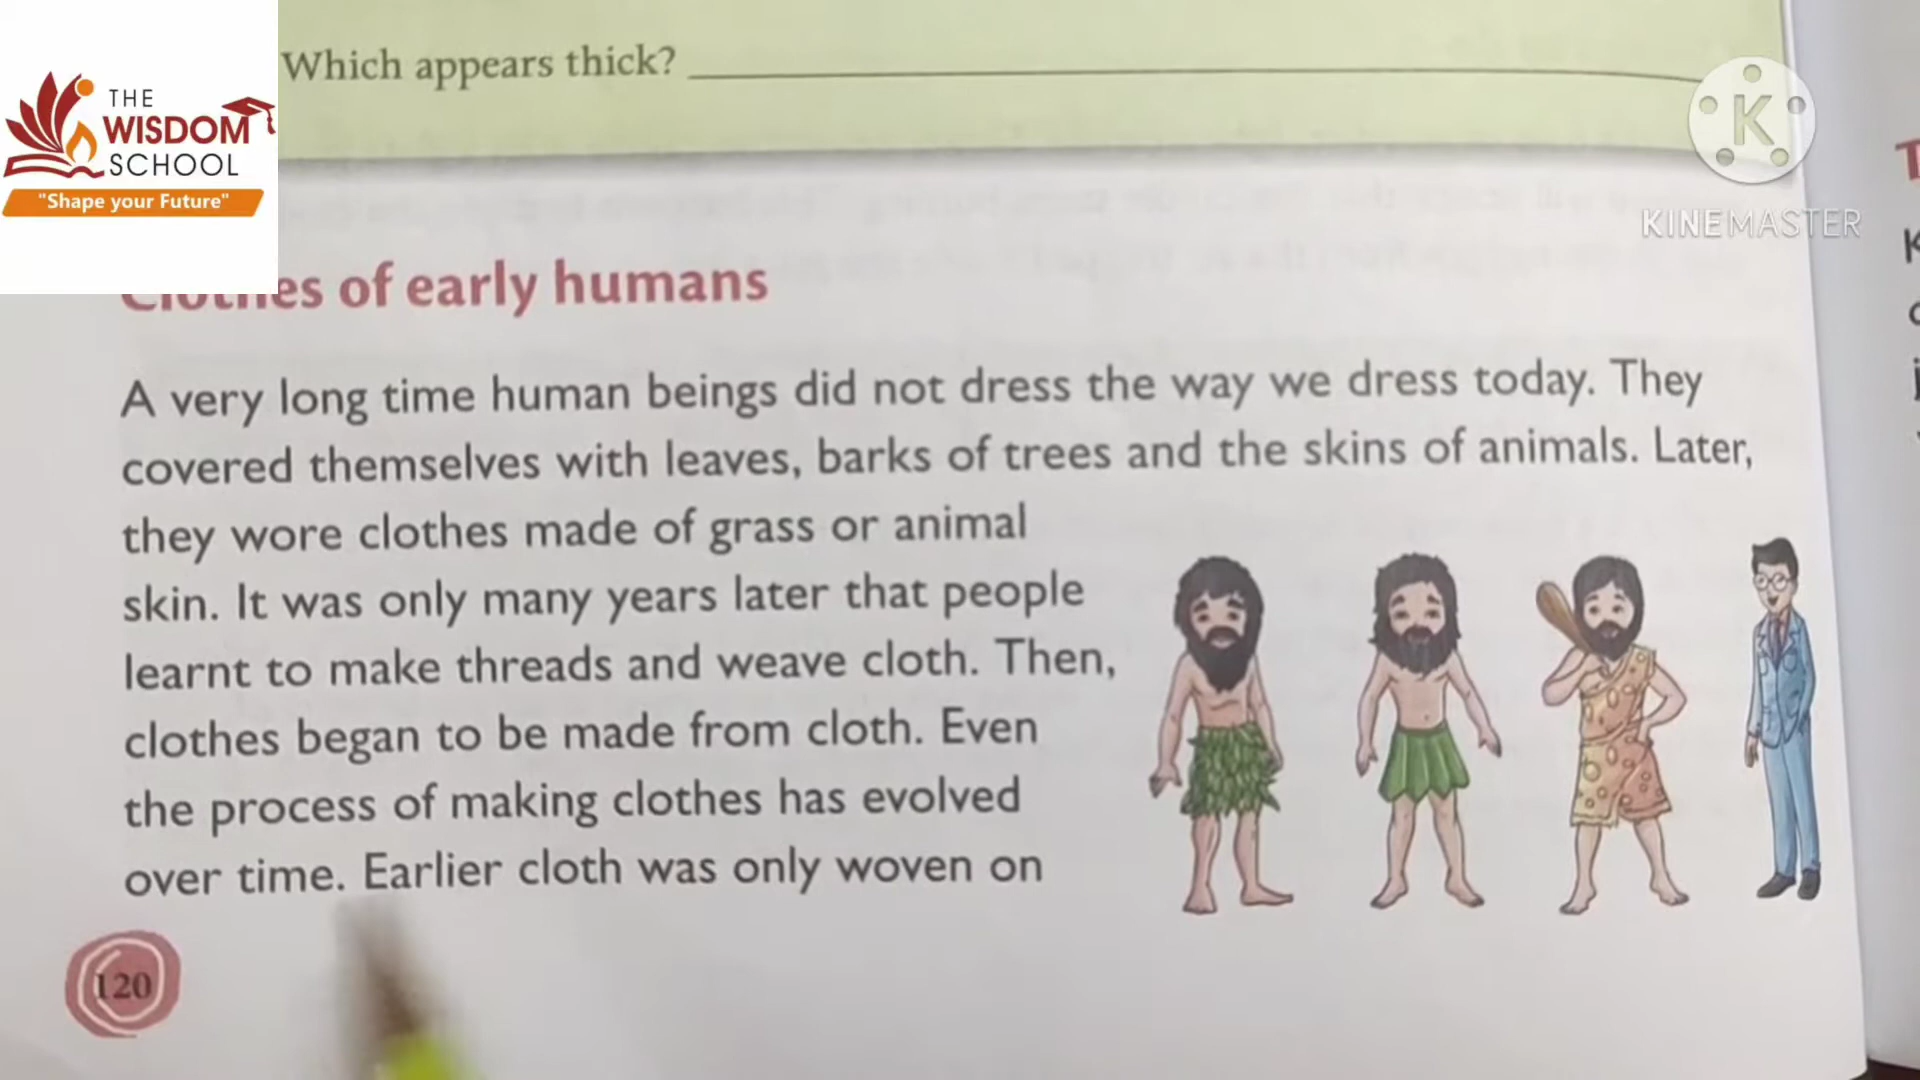 Which appears thick?
THE
WISDOM
SCHOOL
"Shape your Future"
K
KINEMASTER
Clothes of early humans
A very long time human beings did not dress the way we dress today. They
covered themselves with leaves, barks of trees and the skins of animals. Later,
they wore clothes made of grass or animal
skin. It was only many years later that people
learnt to make threads and weave cloth. Then,
clothes began to be made from cloth. Even
the process of making clothes has evolved
over time. Earlier cloth was only woven on
120